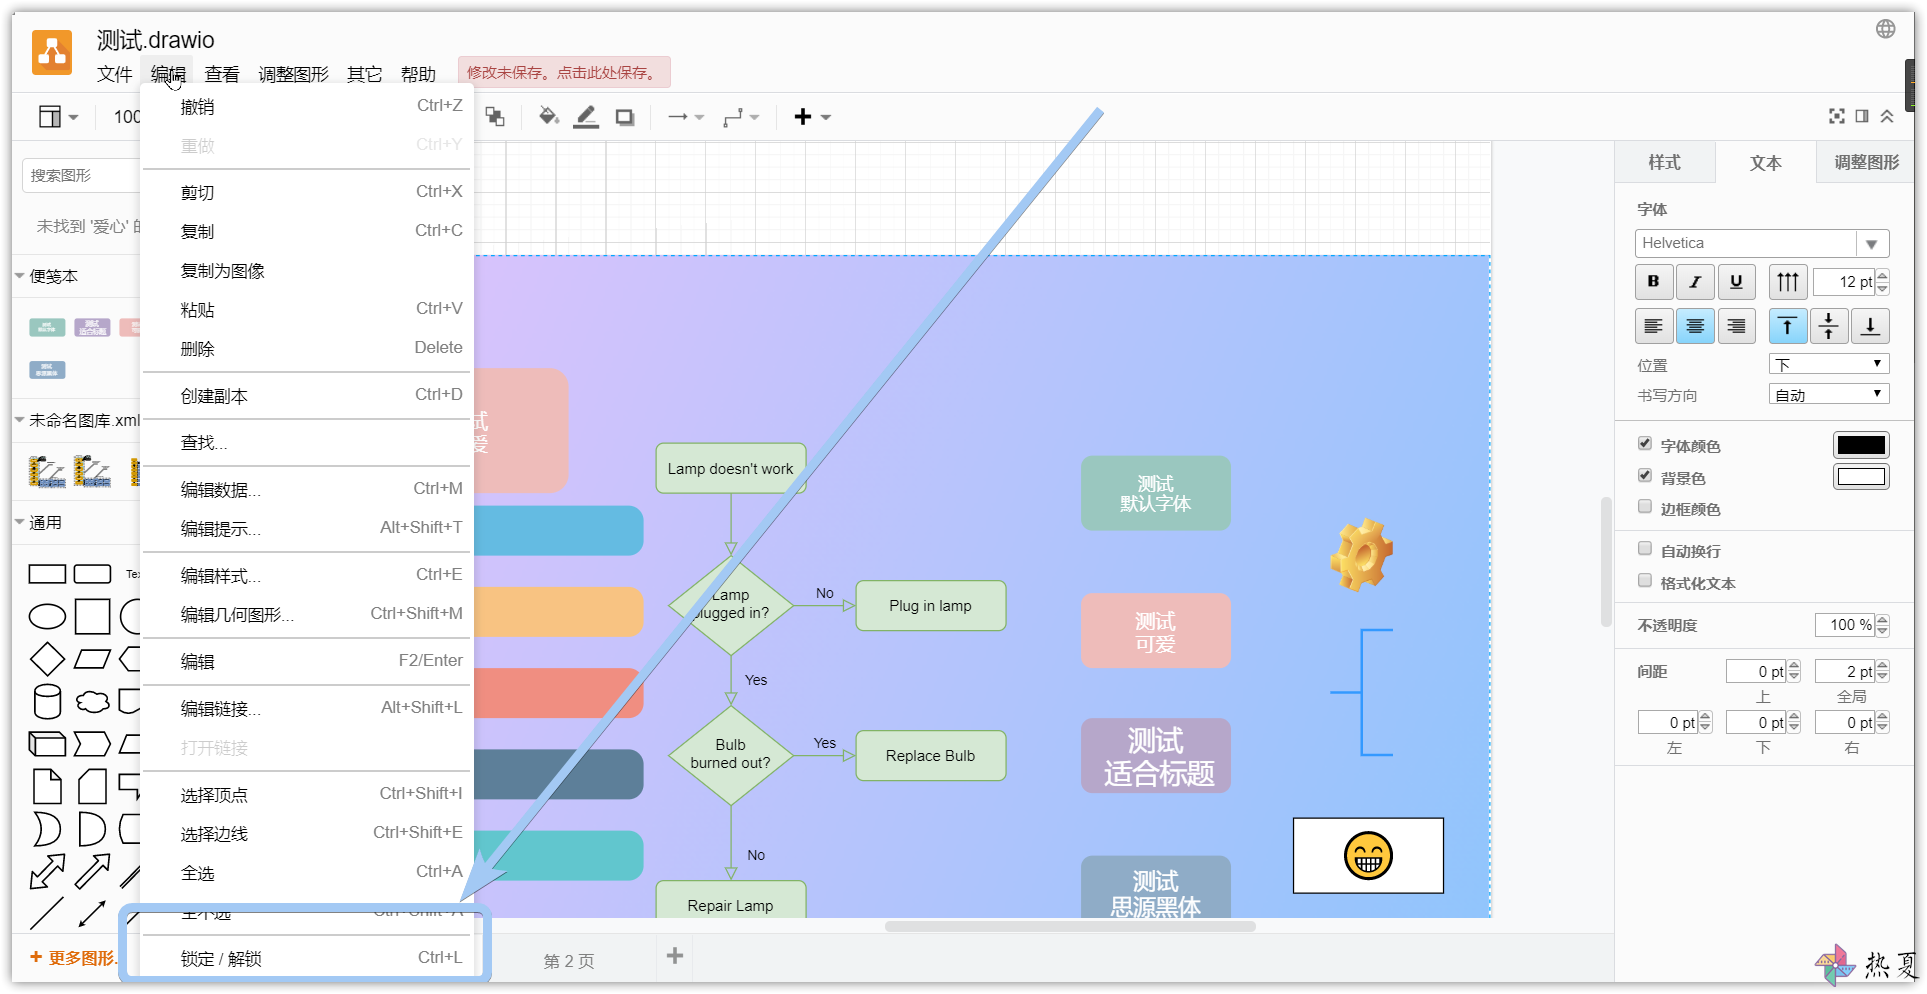 测试.drawio
文件 编辑 查看 调整图形 其它 帮助
修改未保存。点击此处保存。
100
搜索图形
未找到 '爱心' 的
便笺本
测试
适合标题
未命名图库.xml
通用
更多图形.
撤销 Ctrl+Z
重做 Ctrl+Y
剪切 Ctrl+X
复制 Ctrl+C
复制为图像
粘贴 Ctrl+V
删除 Delete
创建副本 Ctrl+D
查找...
编辑数据... Ctrl+M
编辑提示... Alt+Shift+T
编辑样式... Ctrl+E
编辑几何图形... Ctrl+Shift+M
编辑 F2/Enter
编辑链接... Alt+Shift+L
打开链接
选择顶点 Ctrl+Shift+I
选择边线 Ctrl+Shift+E
全选 Ctrl+A
全不选 Ctrl+Shift+A
锁定 / 解锁 Ctrl+L
试
爱
Lamp doesn't work
Lamp
plugged in?
No
Plug in lamp
Yes
Bulb
burned out?
Yes
Replace Bulb
No
Repair Lamp
测试
默认字体
测试
可爱
测试
适合标题
测试
思源黑体
第 2 页
样式 文本 调整图形
字体
Helvetica
B I U 12 pt
位置 下
书写方向 自动
字体颜色
背景色
边框颜色
自动换行
格式化文本
不透明度 100 %
间距 0 pt 2 pt
上 全局
0 pt 0 pt 0 pt
左 下 右
热夏